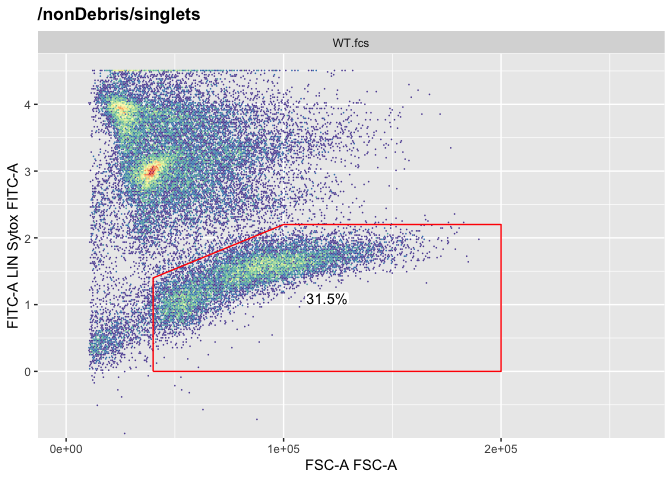 /nonDebris/singlets
WT.fcs
FITC-A LIN Sytox FITC-A
4
3
2
1
0
31.5%
0e+00
1e+05
2e+05
FSC-A FSC-A